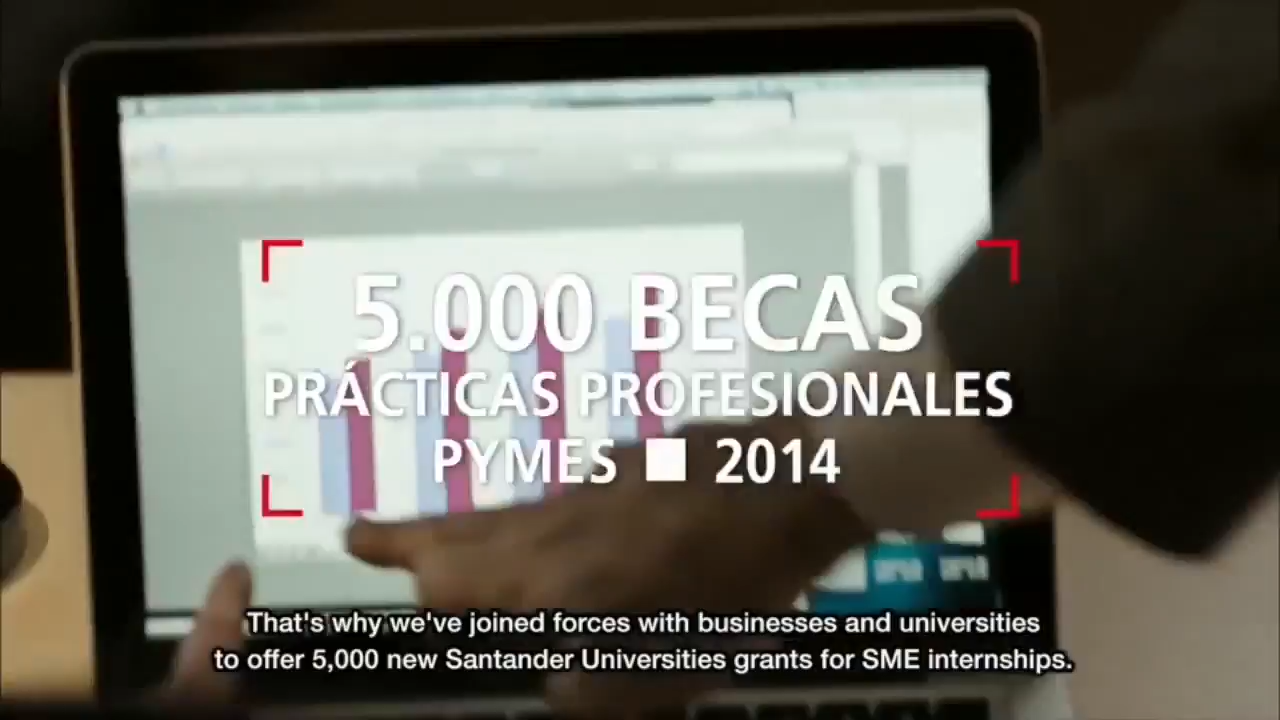 5.000 BECAS
PRÁCTICAS PROFESIONALES
PYMES ■ 2014
That's why we've joined forces with businesses and universities
to offer 5,000 new Santander Universities grants for SME internships.